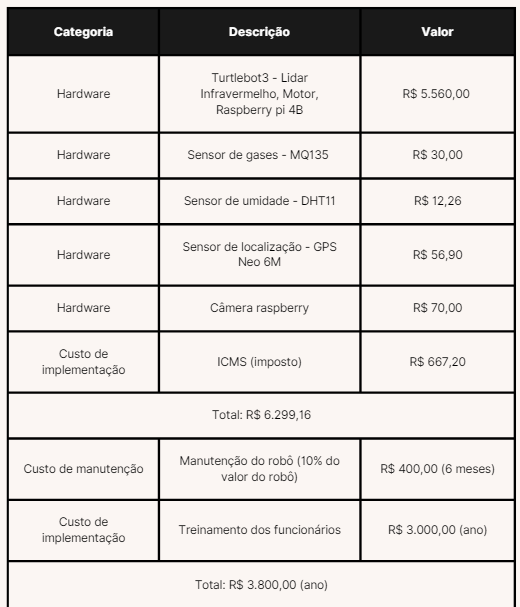 Categoria
Descrição
Valor
Hardware
Turtlebot3 - Lidar
Infravermelho, Motor,
Raspberry pi 4B
R$ 5.560,00
Hardware
Sensor de gases - MQ135
R$ 30,00
Hardware
Sensor de umidade - DHT11
R$ 12,26
Hardware
Sensor de localização - GPS
Neo 6M
R$ 56,90
Hardware
Câmera raspberry
R$ 70,00
Custo de
implementação
ICMS (imposto)
R$ 667,20
Total: R$ 6.299,16
Custo de manutenção
Manutenção do robô (10% do
valor do robô)
R$ 400,00 (6 meses)
Custo de
implementação
Treinamento dos funcionários
R$ 3.000,00 (ano)
Total: R$ 3.800,00 (ano)